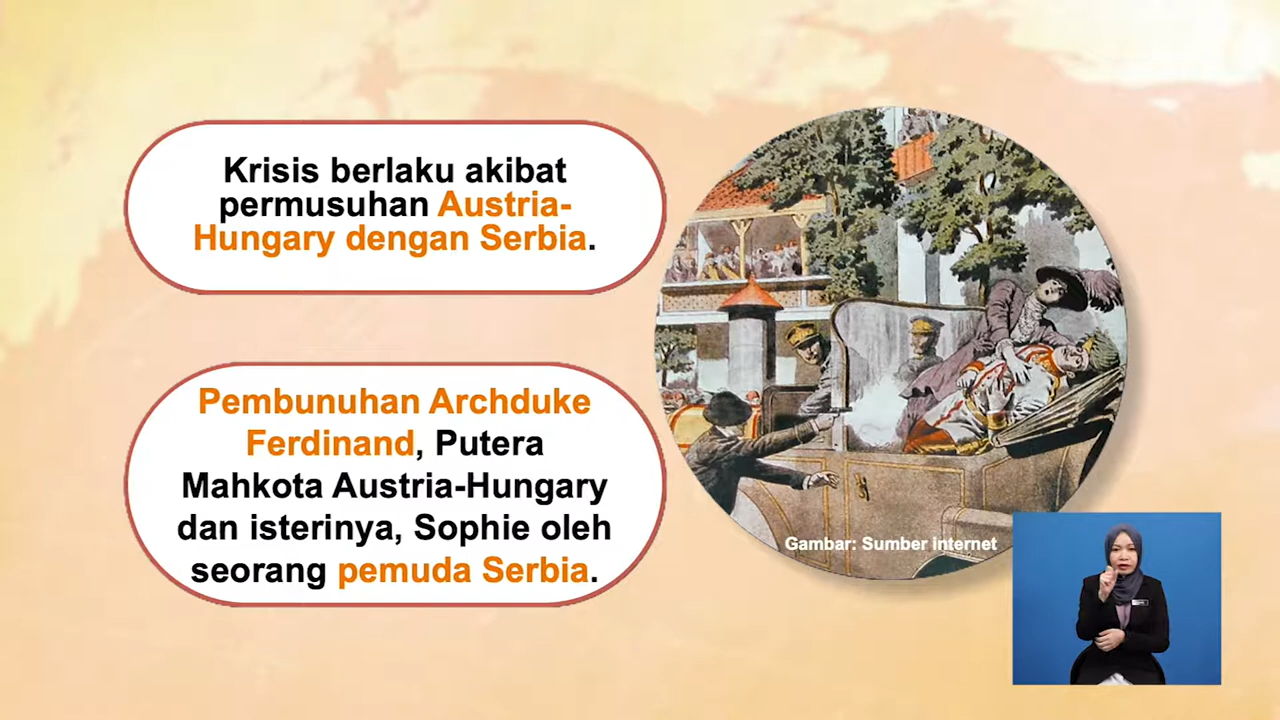 Krisis berlaku akibat
permusuhan Austria-
Hungary dengan Serbia.
Pembunuhan Archduke
Ferdinand, Putera
Mahkota Austria-Hungary
dan isterinya, Sophie oleh
seorang pemuda Serbia.
Gambar: Sumber internet